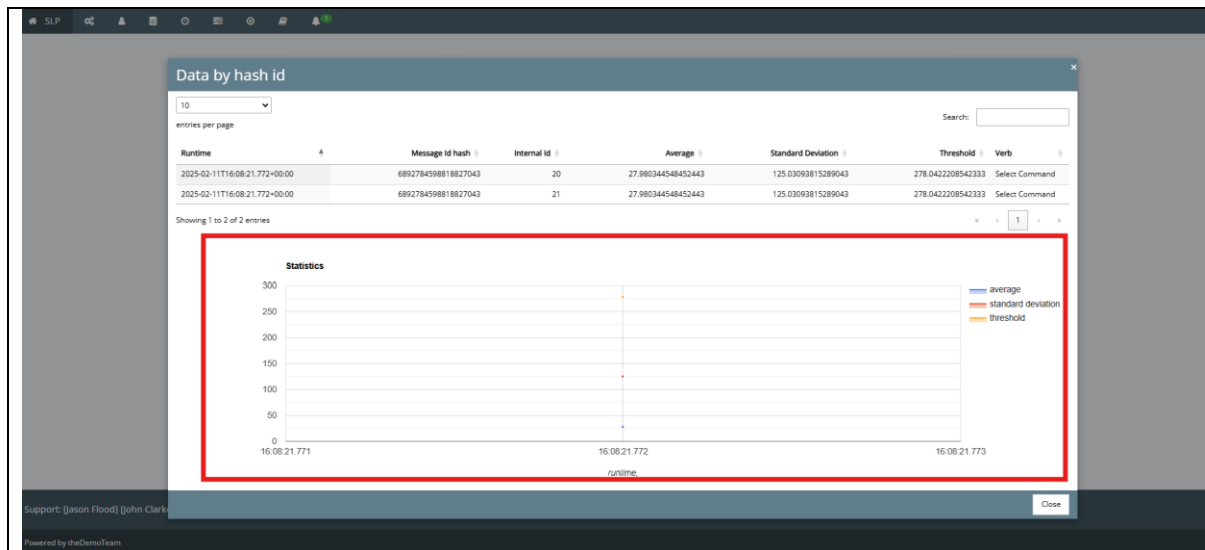 SLP 1
Data by hash id ×
10
entries per page
Search:
Runtime Message Id hash Internal Id Average Standard Deviation Threshold Verb
2025-02-11T16:08:21.772+00:00 6892784598818827043 20 27.980344548452443 125.03093815289043 278.0422208542333 Select Command
2025-02-11T16:08:21.772+00:00 6892784598818827043 21 27.980344548452443 125.03093815289043 278.0422208542333 Select Command
Showing 1 to 2 of 2 entries « ‹ 1 › »
Statistics
300
250
200
150
100
50
0
average
standard deviation
threshold
16:08:21.771 16:08:21.772 16:08:21.773
runtime,
Close
Support: [Jason Flood] [John Clark
Powered by theDemoTeam